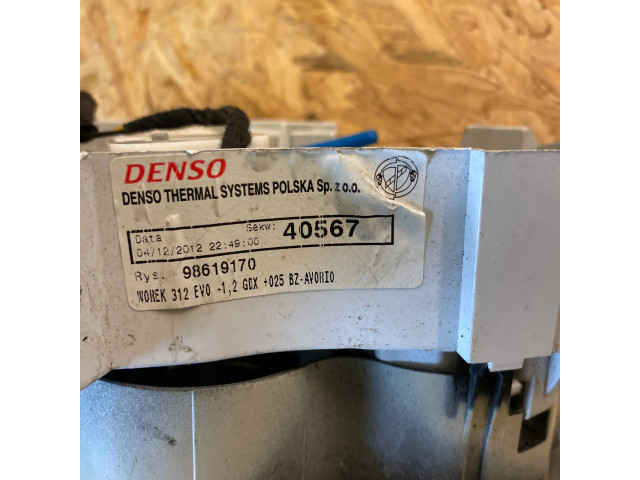 DENSO
DENSO THERMAL SYSTEMS POLSKA Sp. z o.o.
Data Sekw: 40567
04/12/2012 22:49:00
Rys. 98619170
WOREK 312 EVO -1,2 GDX +025 BZ-AVORIO